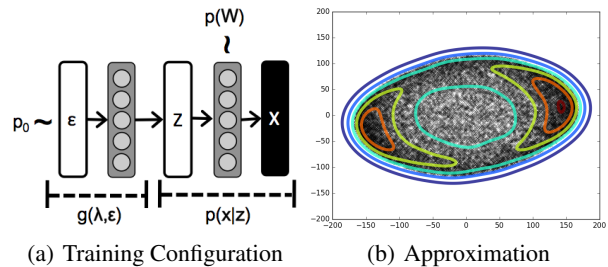 p(W)
~
p₀ ~ ε Z X
g(λ,ε) p(x|z)
(a) Training Configuration
200
150
100
50
0
−50
−100
−150
−200
−200 −150 −100 −50 0 50 100 150 200
(b) Approximation